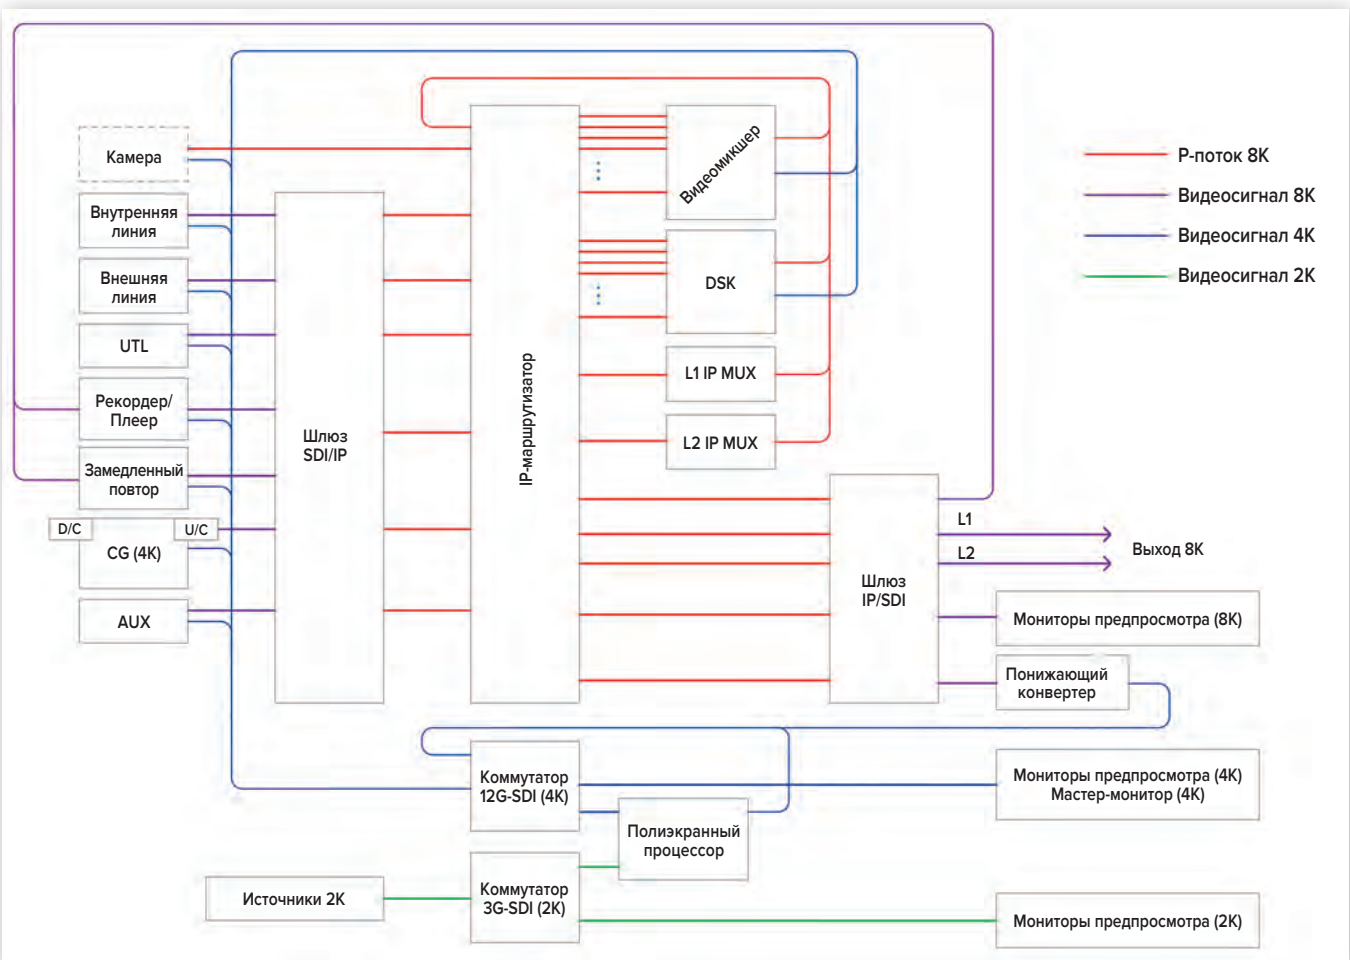 Камера
Внутренняя
линия
Внешняя
линия
UTL
Рекордер/
Плеер
Замедленный
повтор
D/C
U/C
CG (4K)
AUX
Шлюз
SDI/IP
IP-маршрутизатор
Видеомикшер
DSK
L1 IP MUX
L2 IP MUX
Шлюз
IP/SDI
L1
L2
Выход 8K
Р-поток 8K
Видеосигнал 8K
Видеосигнал 4K
Видеосигнал 2K
Мониторы предпросмотра (8K)
Понижающий
конвертер
Коммутатор
12G-SDI (4K)
Мониторы предпросмотра (4K)
Мастер-монитор (4K)
Полиэкранный
процессор
Источники 2K
Коммутатор
3G-SDI (2K)
Мониторы предпросмотра (2K)